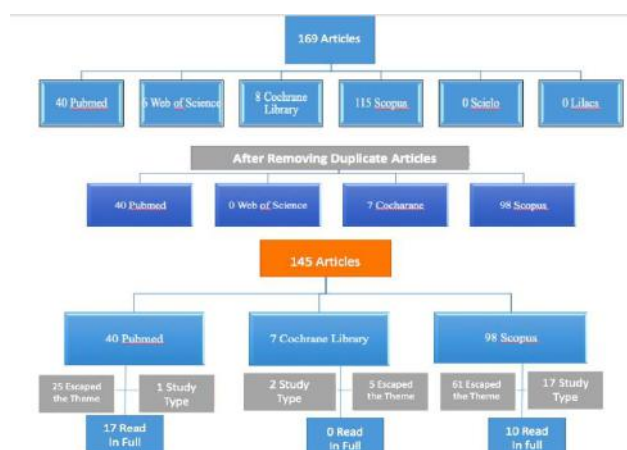 169 Articles
40 Pubmed
6 Web of Science
8 Cochrane
Library
115 Scopus
0 Scielo
0 Lilacs
After Removing Duplicate Articles
40 Pubmed
0 Web of Science
7 Cocharane
98 Scopus
145 Articles
40 Pubmed
7 Cochrane Library
98 Scopus
25 Escaped
the Theme
1 Study
Type
2 Study
Type
5 Escaped
the Theme
61 Escaped
the Theme
17 Study
Type
17 Read
In Full
0 Read
In Full
10 Read
In full